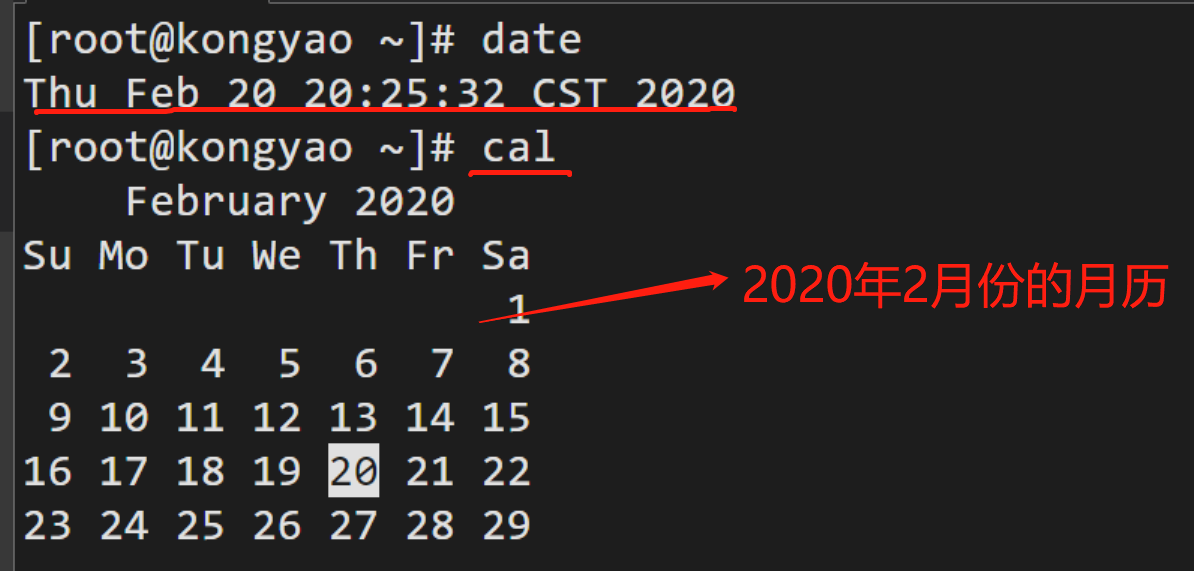 [root@kongyao ~]# date
Thu Feb 20 20:25:32 CST 2020
[root@kongyao ~]# cal
February 2020
Su Mo Tu We Th Fr Sa
1
2020年2月份的月历
2 3 4 5 6 7 8
9 10 11 12 13 14 15
16 17 18 19 20 21 22
23 24 25 26 27 28 29